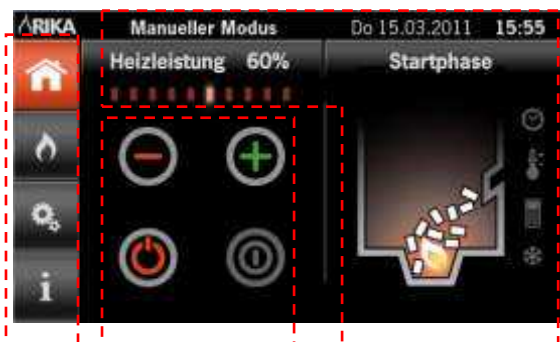 RIKA Manueller Modus Do 15.03.2011 15:55
Heizleistung 60% Startphase
i